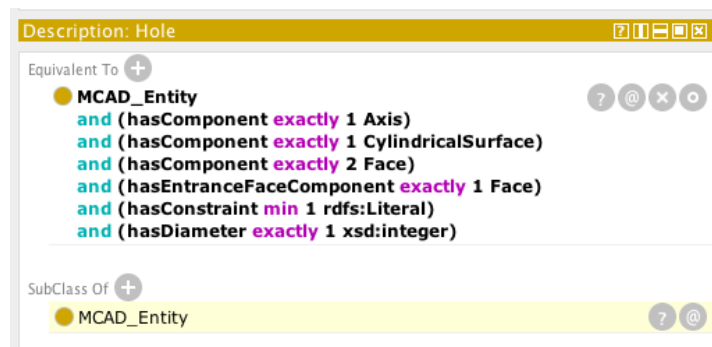 Description: Hole
Equivalent To
MCAD_Entity
and (hasComponent exactly 1 Axis)
and (hasComponent exactly 1 CylindricalSurface)
and (hasComponent exactly 2 Face)
and (hasEntranceFaceComponent exactly 1 Face)
and (hasConstraint min 1 rdfs:Literal)
and (hasDiameter exactly 1 xsd:integer)
SubClass Of
MCAD_Entity